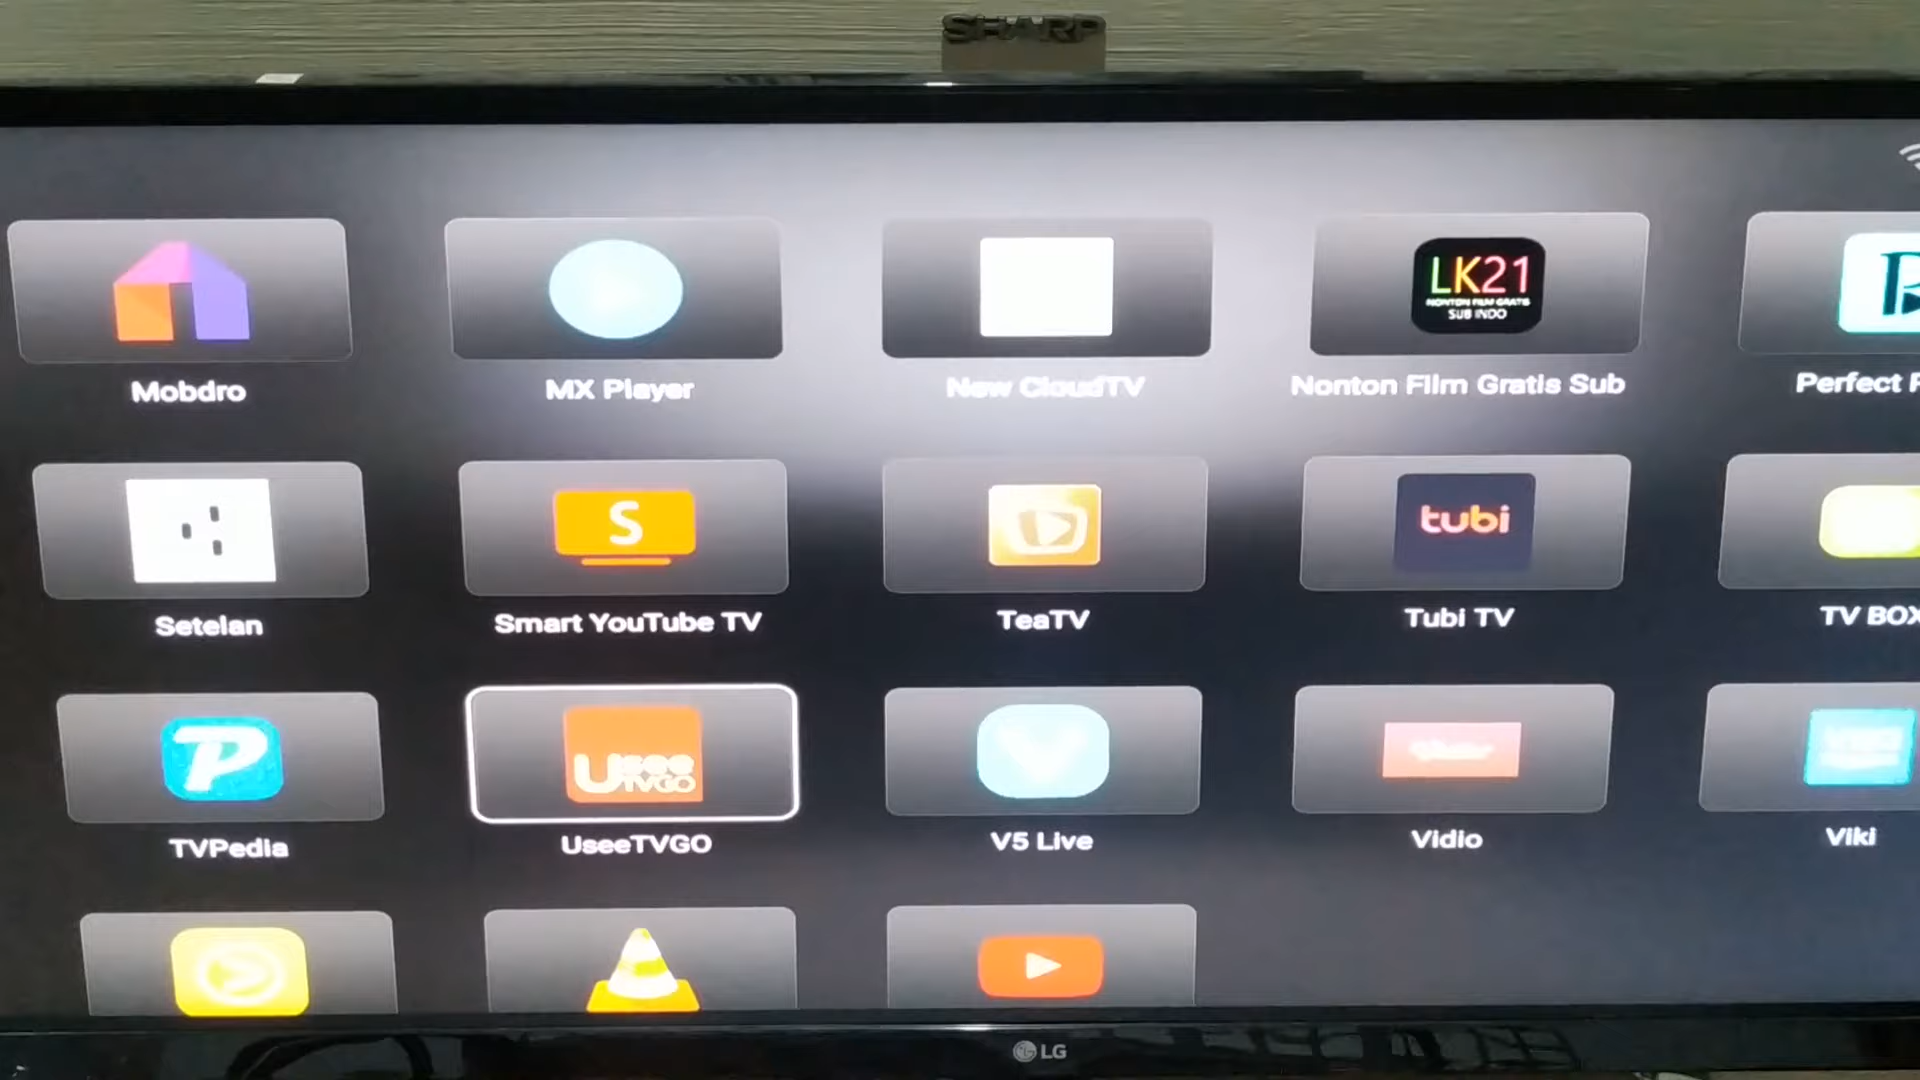 SHARP
LK21
NONTON FILM GRATIS
SUB INDO
Mobdro
MX Player
New CloudTV
Nonton Film Gratis Sub
Perfect
S
tubi
Setelan
Smart YouTube TV
TeaTV
Tubi TV
TV BOX
P
Usee
TVGO
V
TVPedia
UseeTVGO
V5 Live
Vidio
Viki
LG